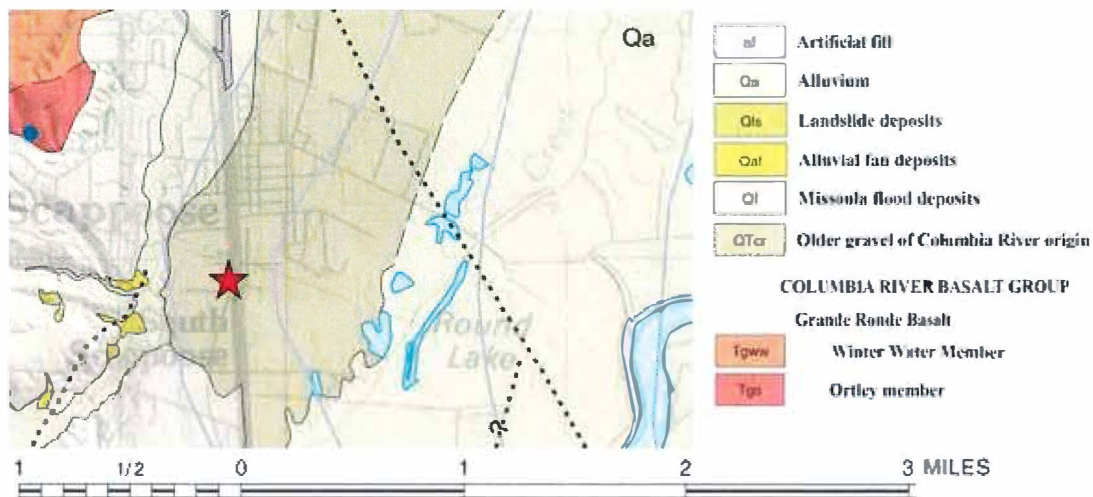 Qa
Scappoose
South
Scappoose
Round
Lake
?
af Artificial fill
Qa Alluvium
Qls Landslide deposits
Qaf Alluvial fan deposits
Qf Missoula flood deposits
QTcr Older gravel of Columbia River origin
COLUMBIA RIVER BASALT GROUP
Grande Ronde Basalt
Tgww Winter Water Member
Tgo Ortley member
1 1/2 0 1 2 3 MILES